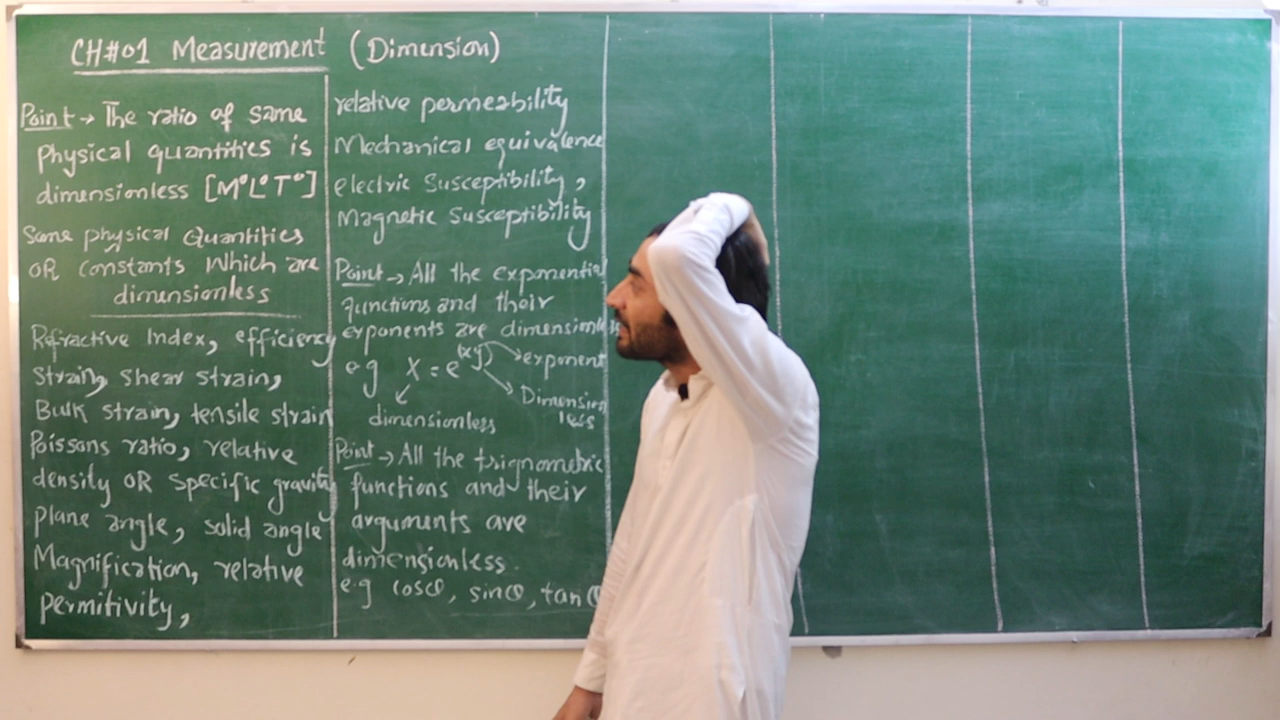 CH#01 Measurement (Dimension)
Point → The ratio of same
physical quantities is
dimensionless [M°L°T°]
Some physical Quantities
OR constants which are
dimensionless
Refractive Index, efficiency
strain, shear strain,
Bulk strain, tensile strain
Poissons ratio, relative
density OR specific gravity
plane angle, solid angle
Magnification, relative
permitivity,
relative permeability
Mechanical equivalence
electric Susceptibility,
Magnetic Susceptibility
Point → All the exponential
functions and their
exponents are dimensionless
e g X = e^(xy) → exponent
→ Dimension
less
dimensionless
Point → All the trignometric
functions and their
arguments are
dimensionless.
e.g cosθ, sinθ, tanθ